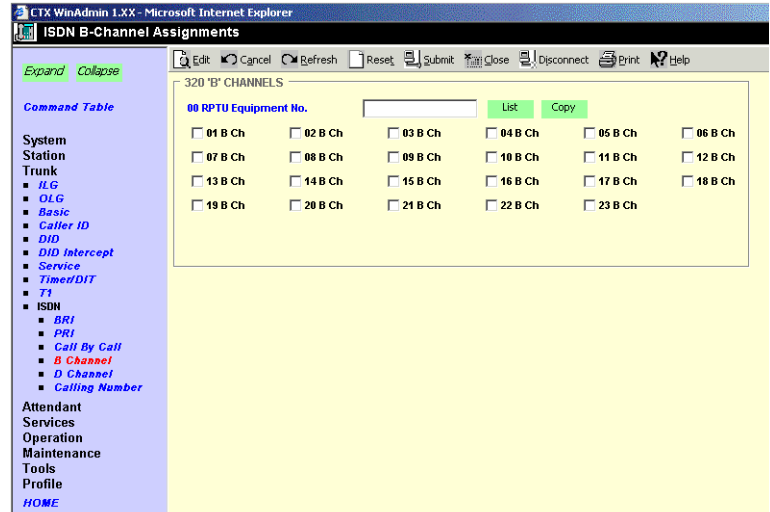 CTX WinAdmin 1.XX - Microsoft Internet Explorer
ISDN B-Channel Assignments
Edit Cancel Refresh Reset Submit Close Disconnect Print Help
Expand Collapse
Command Table
System
Station
Trunk
ILG
OLG
Basic
Caller ID
DID
DID Intercept
Service
Timer/DIT
T1
ISDN
BRI
PRI
Call By Call
B Channel
D Channel
Calling Number
Attendant
Services
Operation
Maintenance
Tools
Profile
HOME
320 'B' CHANNELS
00 RPTU Equipment No. List Copy
01 B Ch 02 B Ch 03 B Ch 04 B Ch 05 B Ch 06 B Ch
07 B Ch 08 B Ch 09 B Ch 10 B Ch 11 B Ch 12 B Ch
13 B Ch 14 B Ch 15 B Ch 16 B Ch 17 B Ch 18 B Ch
19 B Ch 20 B Ch 21 B Ch 22 B Ch 23 B Ch